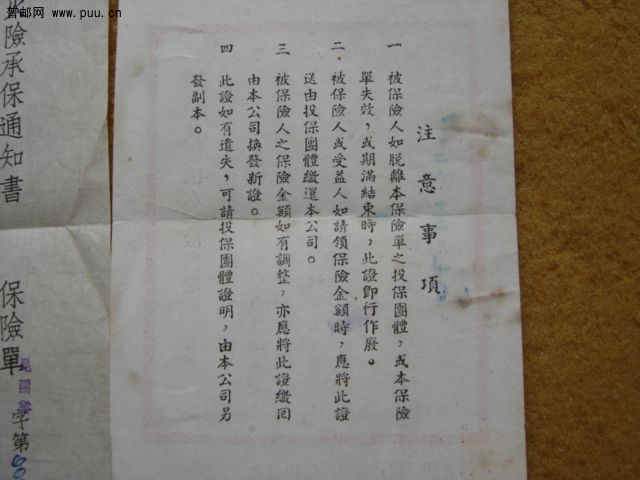 普邮网 www.puu.cn
注意事項
一 被保險人如脱離本保險單之投保團體，或本保險
單失效，或期滿結束時，此證即行作廢。
二 被保險人或受益人如請領保險金額時，應將此證
送由投保團體繳還本公司。
三 被保險人之保險金額如有調整，亦應將此證繳囘
由本公司換發新證。
四 此證如有遺失，可請投保團體證明，由本公司另
發副本。
險承保通知書
保險單
字第60